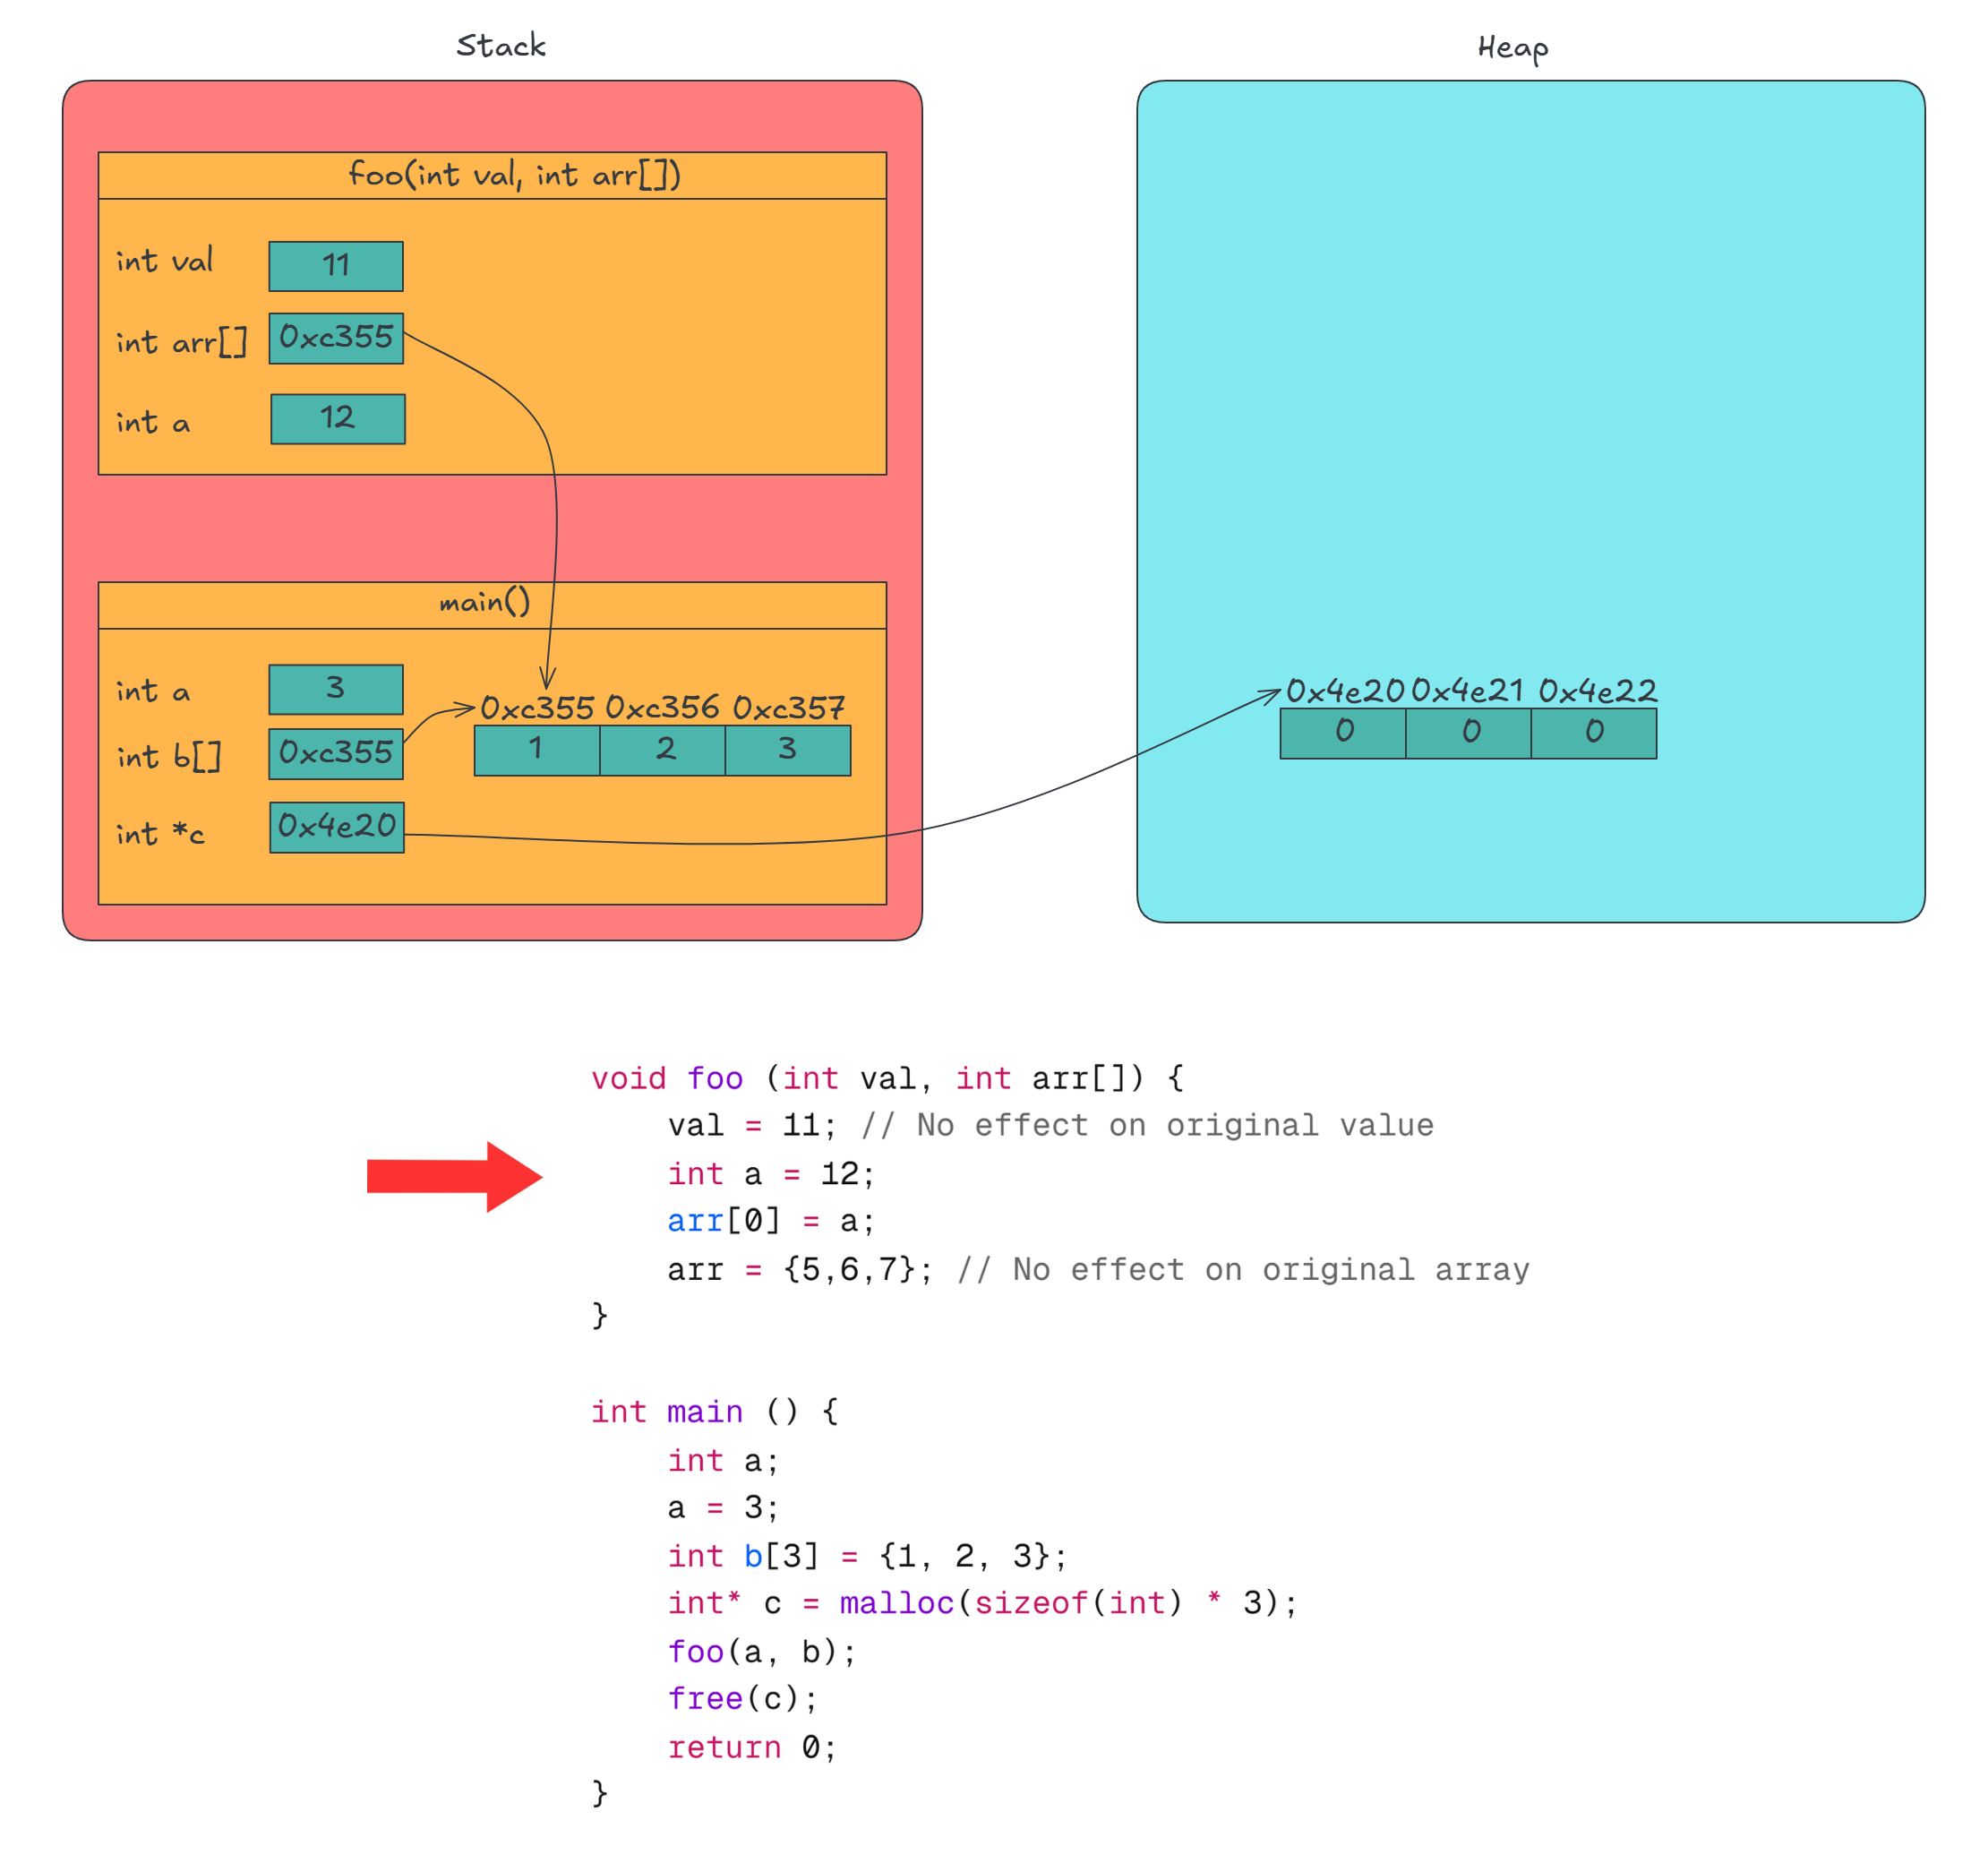 Stack
Heap
foo(int val, int arr[])
int val 11
int arr[] 0xc355
int a 12
main()
int a 3
0xc355 0xc356 0xc357
1 2 3
int b[] 0xc355
int *c 0x4e20
0x4e20 0x4e21 0x4e22
0 0 0
void foo (int val, int arr[]) {
    val = 11; // No effect on original value
    int a = 12;
    arr[0] = a;
    arr = {5,6,7}; // No effect on original array
}
int main () {
    int a;
    a = 3;
    int b[3] = {1, 2, 3};
    int* c = malloc(sizeof(int) * 3);
    foo(a, b);
    free(c);
    return 0;
}